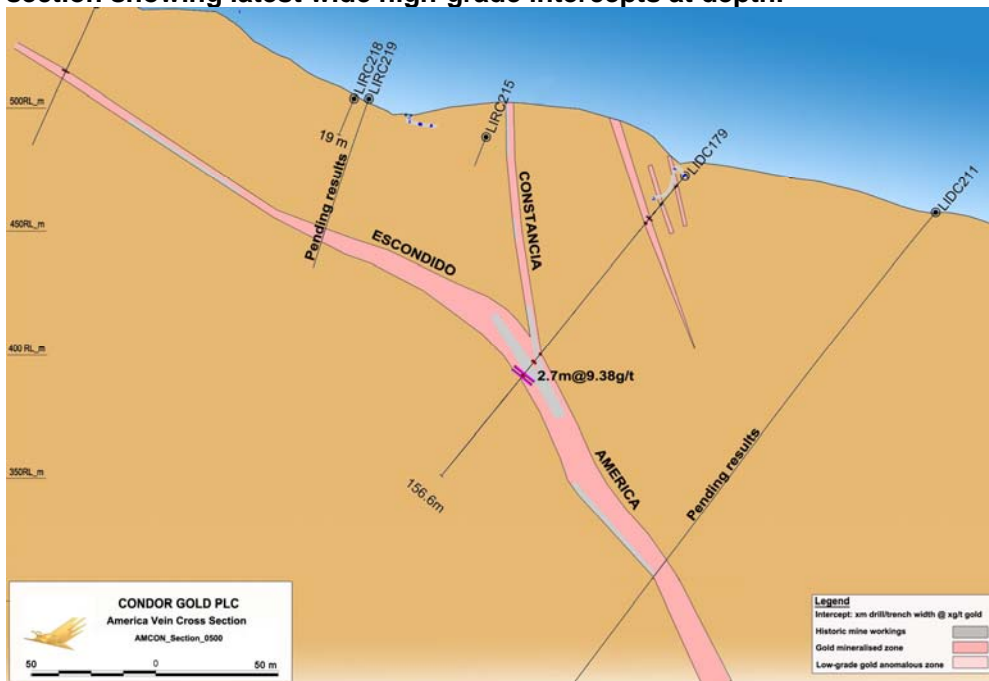 section showing latest wide high-grade intercepts at depth.
LIRC218
LIRC219
LIRC215
LIDC179
LIDC211
500RL_m
19 m
Pending results
CONSTANCIA
450RL_m
ESCONDIDO
400 RL_m
2.7m@9.38g/t
350RL_m
156.6m
AMERICA
Pending results
CONDOR GOLD PLC
America Vein Cross Section
AMCON_Section_0500
50 0 50 m
Legend
Intercept: xm drill/trench width @ xg/t gold
Historic mine workings
Gold mineralised zone
Low-grade gold anomalous zone